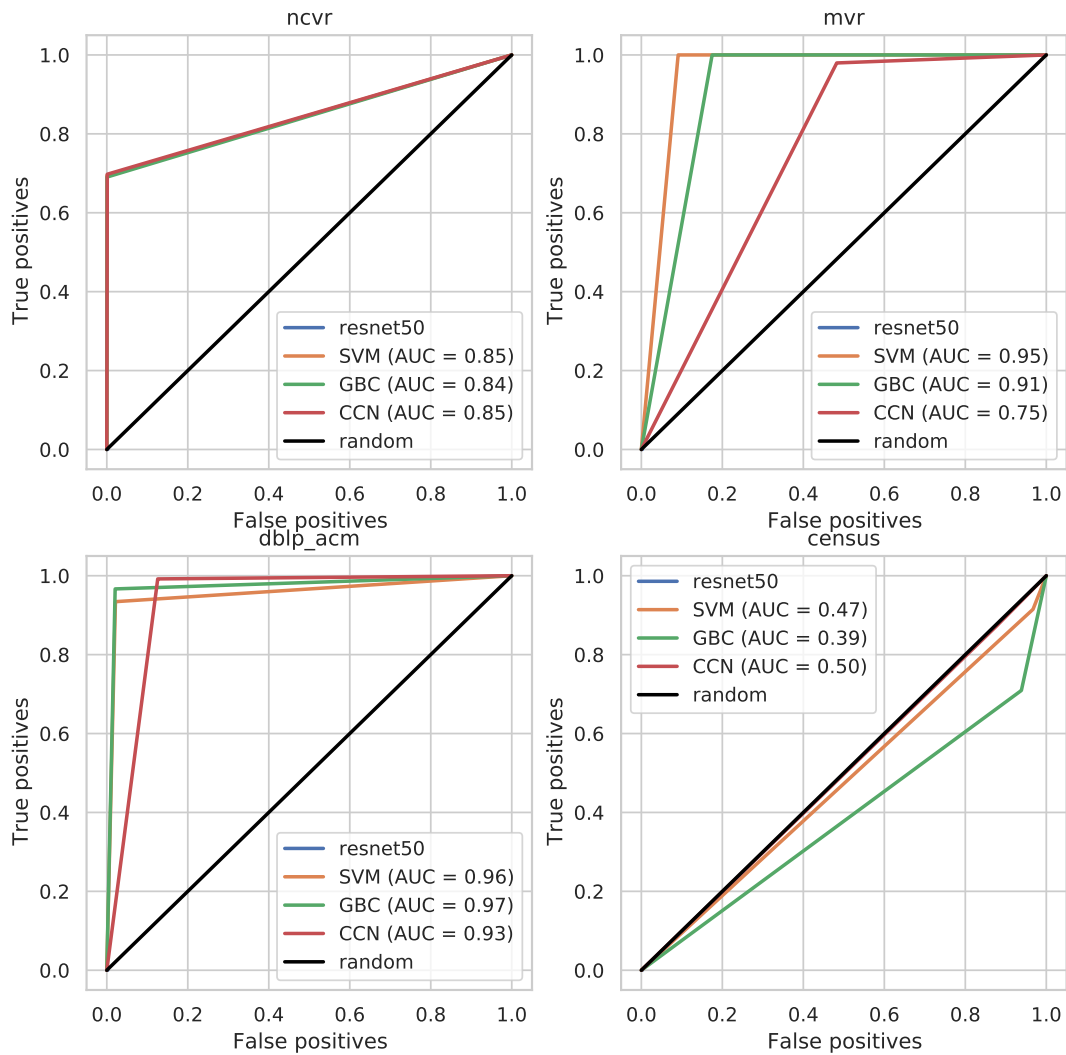 ncvr
1.0
0.8
0.6
0.4
0.2
0.0
True positives
resnet50
SVM (AUC = 0.85)
GBC (AUC = 0.84)
CCN (AUC = 0.85)
random
0.0 0.2 0.4 0.6 0.8 1.0
False positives
mvr
1.0
0.8
0.6
0.4
0.2
0.0
True positives
resnet50
SVM (AUC = 0.95)
GBC (AUC = 0.91)
CCN (AUC = 0.75)
random
0.0 0.2 0.4 0.6 0.8 1.0
False positives
dblp_acm
1.0
0.8
0.6
0.4
0.2
0.0
True positives
resnet50
SVM (AUC = 0.96)
GBC (AUC = 0.97)
CCN (AUC = 0.93)
random
0.0 0.2 0.4 0.6 0.8 1.0
False positives
census
1.0
0.8
0.6
0.4
0.2
0.0
True positives
resnet50
SVM (AUC = 0.47)
GBC (AUC = 0.39)
CCN (AUC = 0.50)
random
0.0 0.2 0.4 0.6 0.8 1.0
False positives